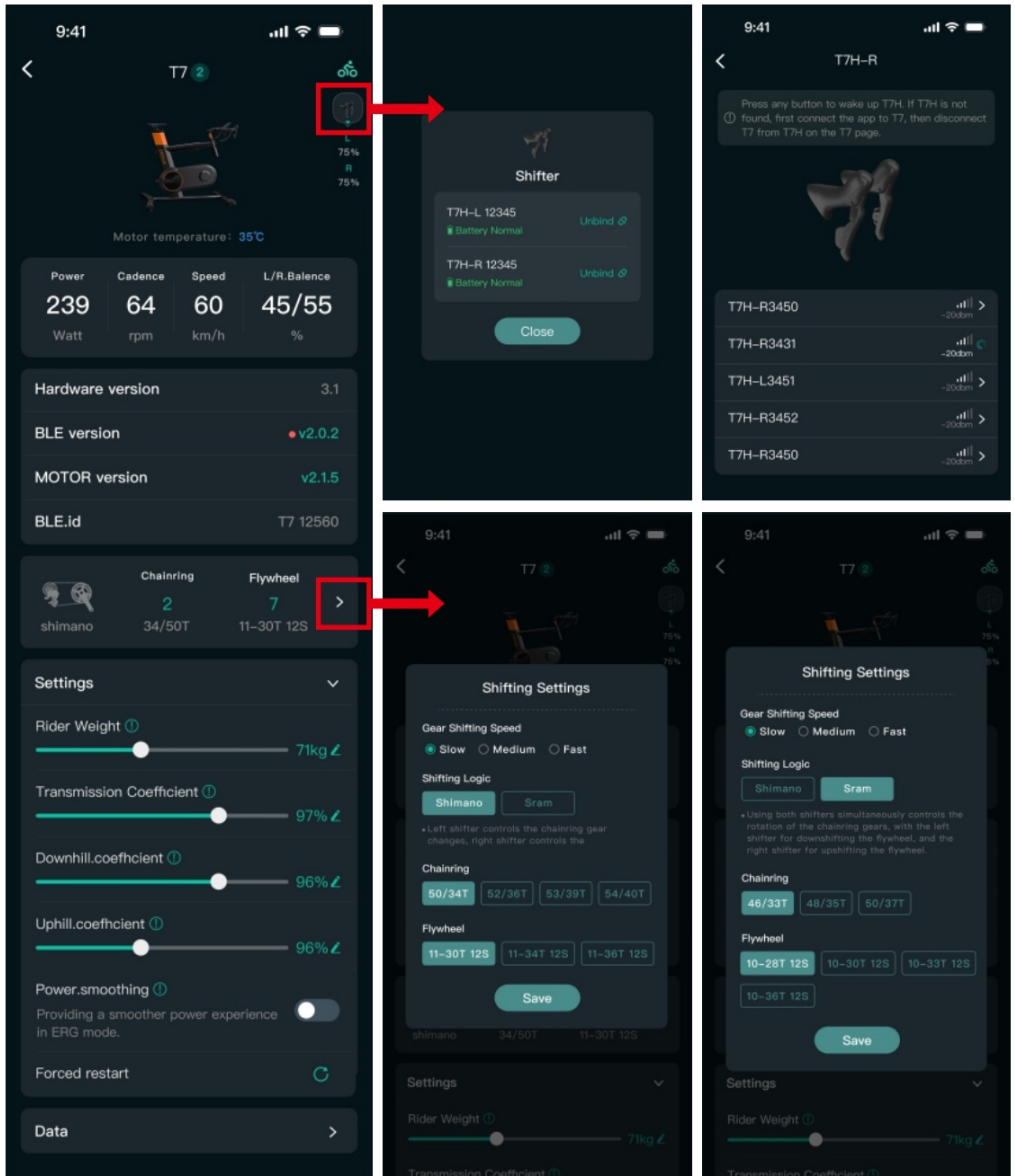 9:41
T7 2
L
75%
R
75%
Motor temperature: 35℃
Power Cadence Speed L/R.Balence
239 64 60 45/55
Watt rpm km/h %
Hardware version 3.1
BLE version v2.0.2
MOTOR version v2.1.5
BLE.id T7 12560
Chainring Flywheel
2 7
shimano 34/50T 11-30T 12S
Settings
Rider Weight
71kg
Transmission Coefficient
97%
Downhill.coefhcient
96%
Uphill.coefhcient
96%
Power.smoothing
Providing a smoother power experience
in ERG mode.
Forced restart
Data
Shifter
T7H-L 12345
Unbind
Battery Normal
T7H-R 12345
Unbind
Battery Normal
Close
9:41
T7H-R
Press any button to wake up T7H. If T7H is not
found, first connect the app to T7, then disconnect
T7 from T7H on the T7 page.
T7H-R3450 -20dbm
T7H-R3431 -20dbm
T7H-L3451 -20dbm
T7H-R3452 -20dbm
T7H-R3450 -20dbm
9:41
T7 2
L
75%
R
75%
Shifting Settings
Gear Shifting Speed
Slow Medium Fast
Shifting Logic
Shimano Sram
•Left shifter controls the chainring gear
changes, right shifter controls the
Chainring
50/34T 52/36T 53/39T 54/40T
Flywheel
11-30T 12S 11-34T 12S 11-36T 12S
Save
shimano 34/50T 11-30T 12S
Settings
Rider Weight
71kg
Transmission Coefficient
9:41
T7 2
L
75%
R
5%
Shifting Settings
Gear Shifting Speed
Slow Medium Fast
Shifting Logic
Shimano Sram
•Using both shifters simultaneously controls the
rotation of the chainring gears, with the left
shifter for downshifting the flywheel, and the
right shifter for upshifting the flywheel.
Chainring
46/33T 48/35T 50/37T
Flywheel
10-28T 12S 10-30T 12S 10-33T 12S
10-36T 12S
Save
Settings
Rider Weight
71kg
Transmission Coefficient